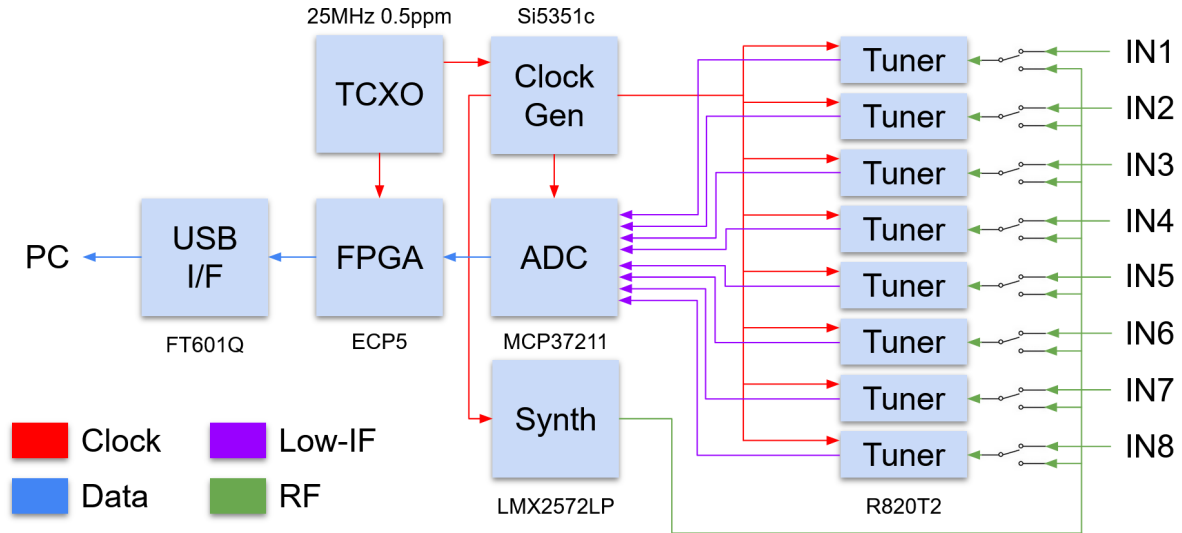 25MHz 0.5ppm
Si5351c
TCXO
Clock
Gen
Tuner
IN1
Tuner
IN2
Tuner
IN3
Tuner
IN4
Tuner
IN5
Tuner
IN6
Tuner
IN7
Tuner
IN8
PC
USB
I/F
FPGA
ADC
FT601Q
ECP5
MCP37211
Synth
Clock
Low-IF
Data
RF
LMX2572LP
R820T2